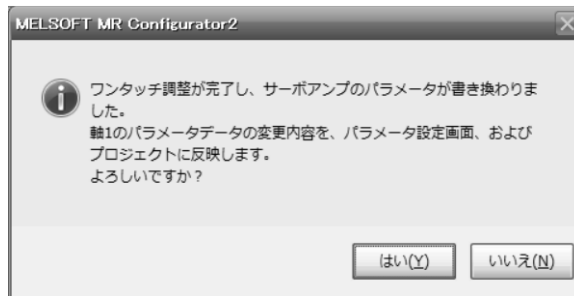 MELSOFT MR Configurator2
ワンタッチ調整が完了し、サーボアンプのパラメータが書き換わりま
した。
軸1のパラメータデータの変更内容を、パラメータ設定画面、および
プロジェクトに反映します。
よろしいですか？
はい(Y)
いいえ(N)